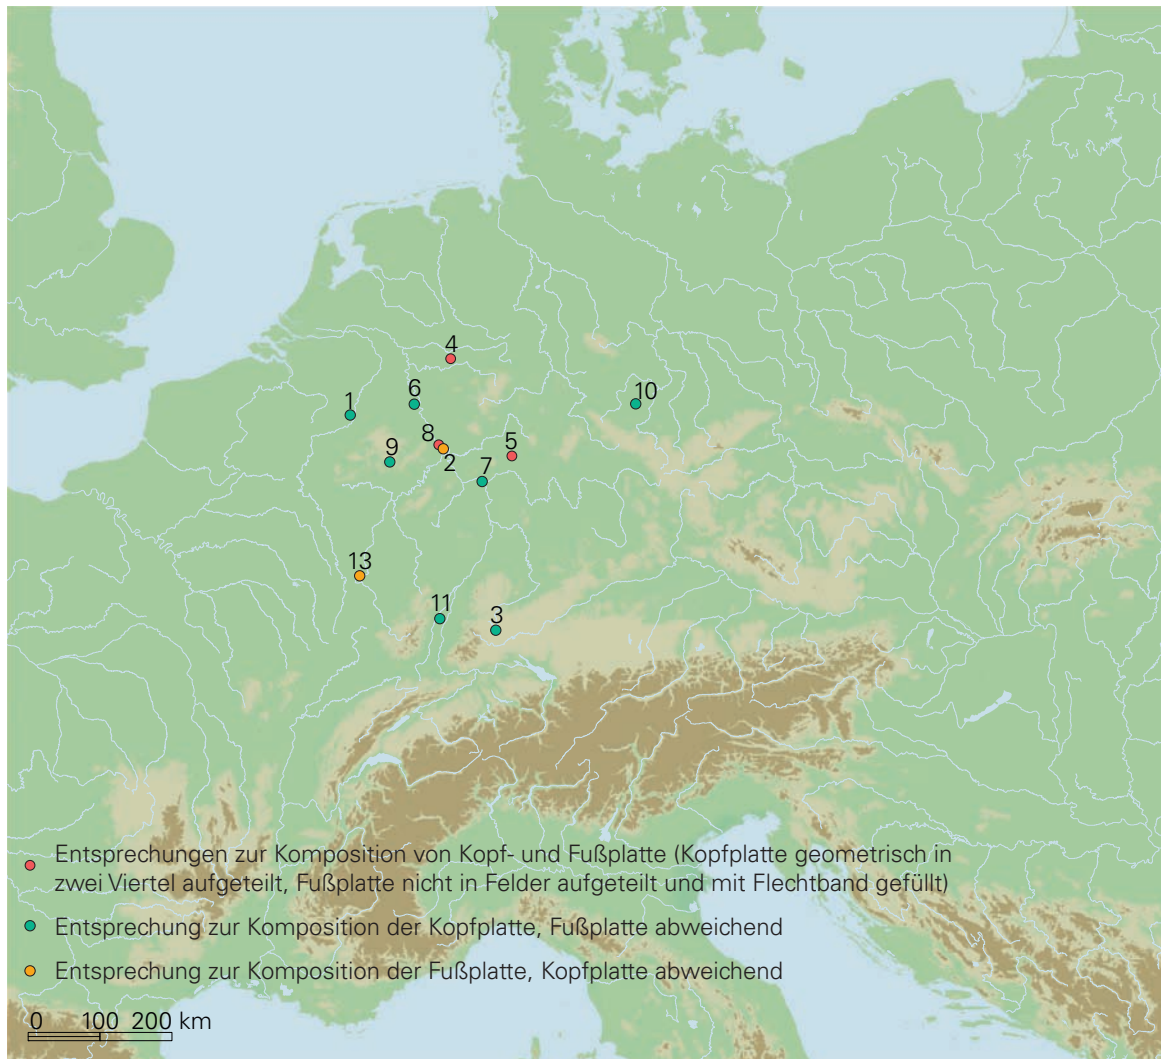 4
6
10
1
8
5
9
2
7
13
11
3
Entsprechungen zur Komposition von Kopf- und Fußplatte (Kopfplatte geometrisch in
zwei Viertel aufgeteilt, Fußplatte nicht in Felder aufgeteilt und mit Flechtband gefüllt)
Entsprechung zur Komposition der Kopfplatte, Fußplatte abweichend
Entsprechung zur Komposition der Fußplatte, Kopfplatte abweichend
0 100 200 km